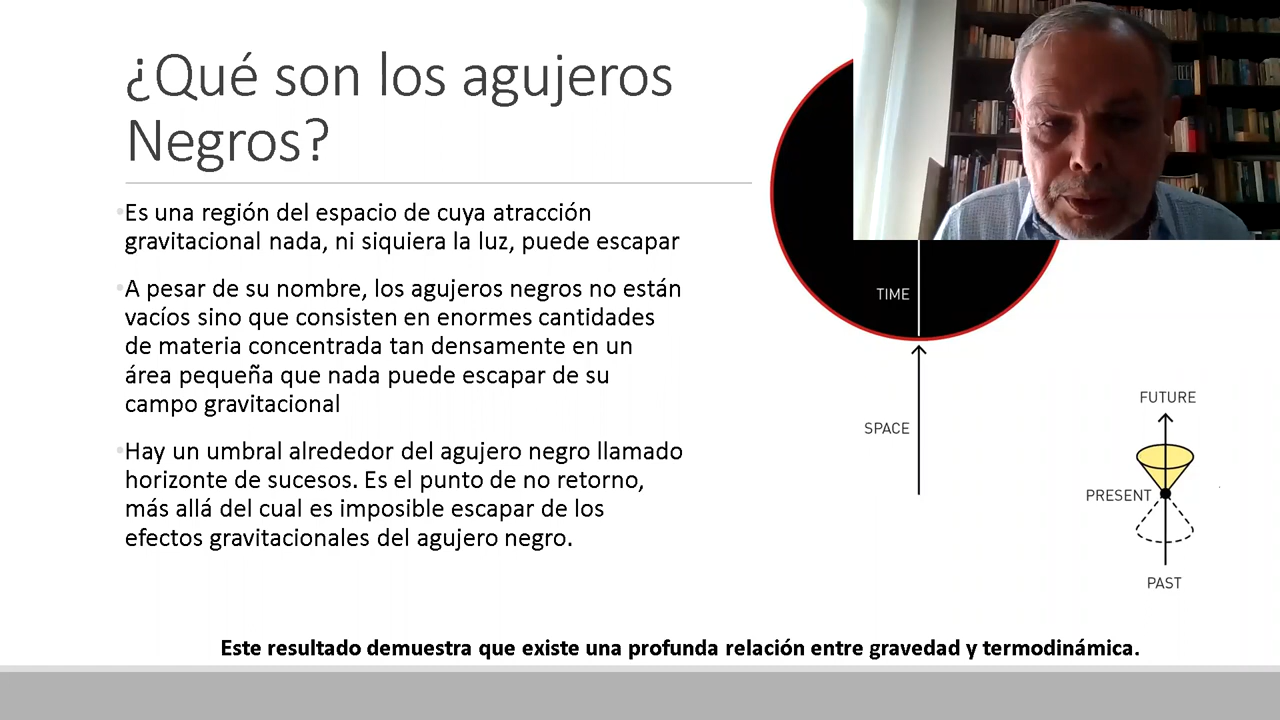 ¿Qué son los agujeros
Negros?
•Es una región del espacio de cuya atracción
gravitacional nada, ni siquiera la luz, puede escapar
•A pesar de su nombre, los agujeros negros no están
vacíos sino que consisten en enormes cantidades
de materia concentrada tan densamente en un
área pequeña que nada puede escapar de su
campo gravitacional
•Hay un umbral alrededor del agujero negro llamado
horizonte de sucesos. Es el punto de no retorno,
más allá del cual es imposible escapar de los
efectos gravitacionales del agujero negro.
TIME
SPACE
FUTURE
PRESENT
PAST
Este resultado demuestra que existe una profunda relación entre gravedad y termodinámica.